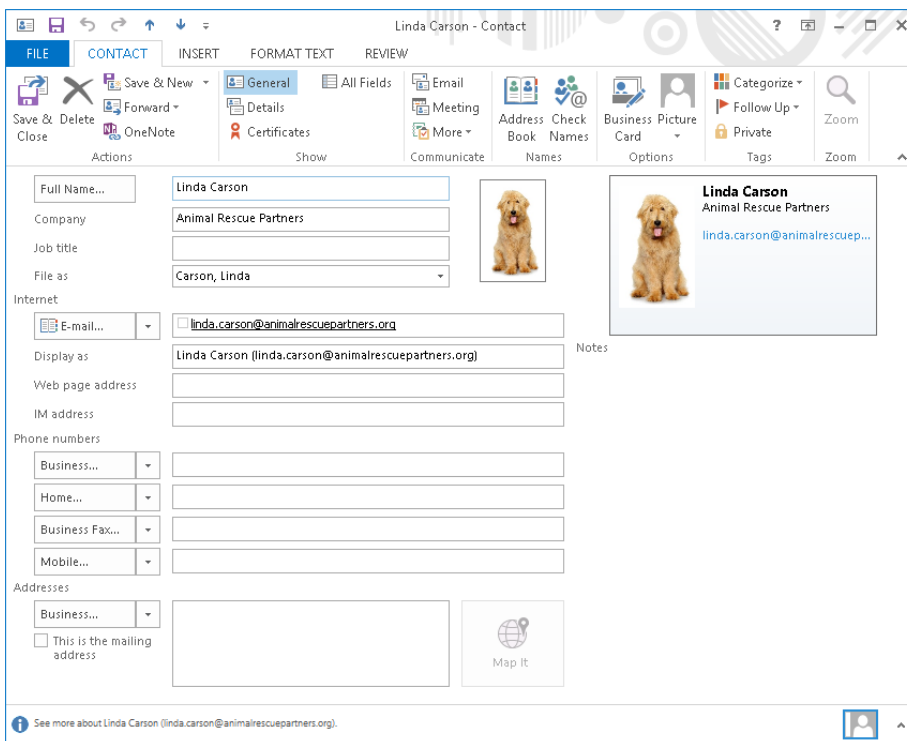 Linda Carson - Contact
?
FILE CONTACT INSERT FORMAT TEXT REVIEW
Save & Close
Delete
Save & New
Forward
OneNote
Actions
General
Details
Certificates
All Fields
Show
Email
Meeting
More
Communicate
Address Book
Check Names
Names
Business Card
Picture
Options
Categorize
Follow Up
Private
Tags
Zoom
Zoom
Full Name... Linda Carson
Company Animal Rescue Partners
Job title
File as Carson, Linda
Internet
E-mail... linda.carson@animalrescuepartners.org
Display as Linda Carson (linda.carson@animalrescuepartners.org)
Web page address
IM address
Phone numbers
Business...
Home...
Business Fax...
Mobile...
Addresses
Business...
This is the mailing
address
Map It
Linda Carson
Animal Rescue Partners
linda.carson@animalrescuep...
Notes
See more about Linda Carson (linda.carson@animalrescuepartners.org).